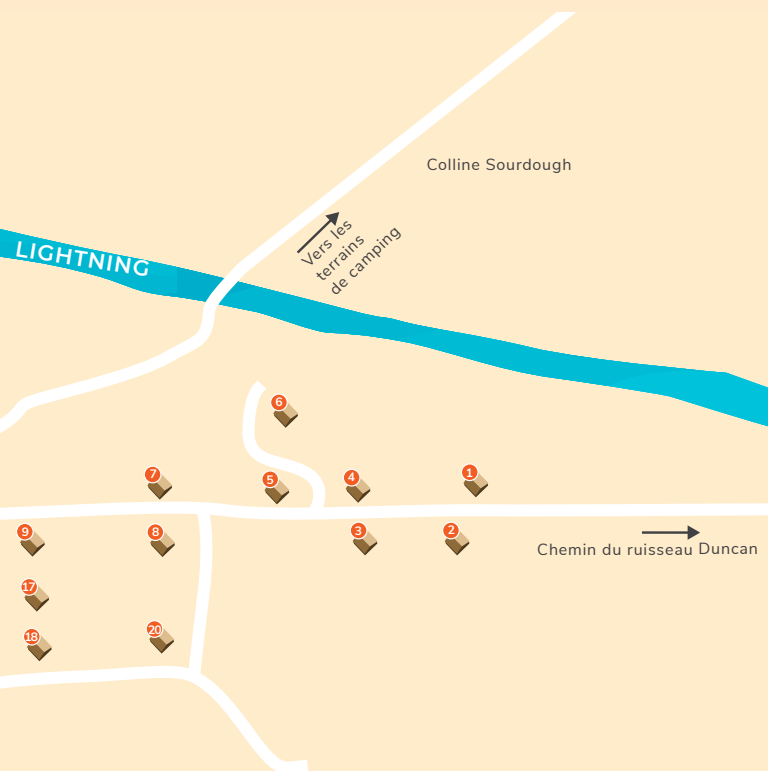 Colline Sourdough
Vers les
terrains
de camping
LIGHTNING
6
7
5
4
1
9
8
3
2
Chemin du ruisseau Duncan
17
18
20